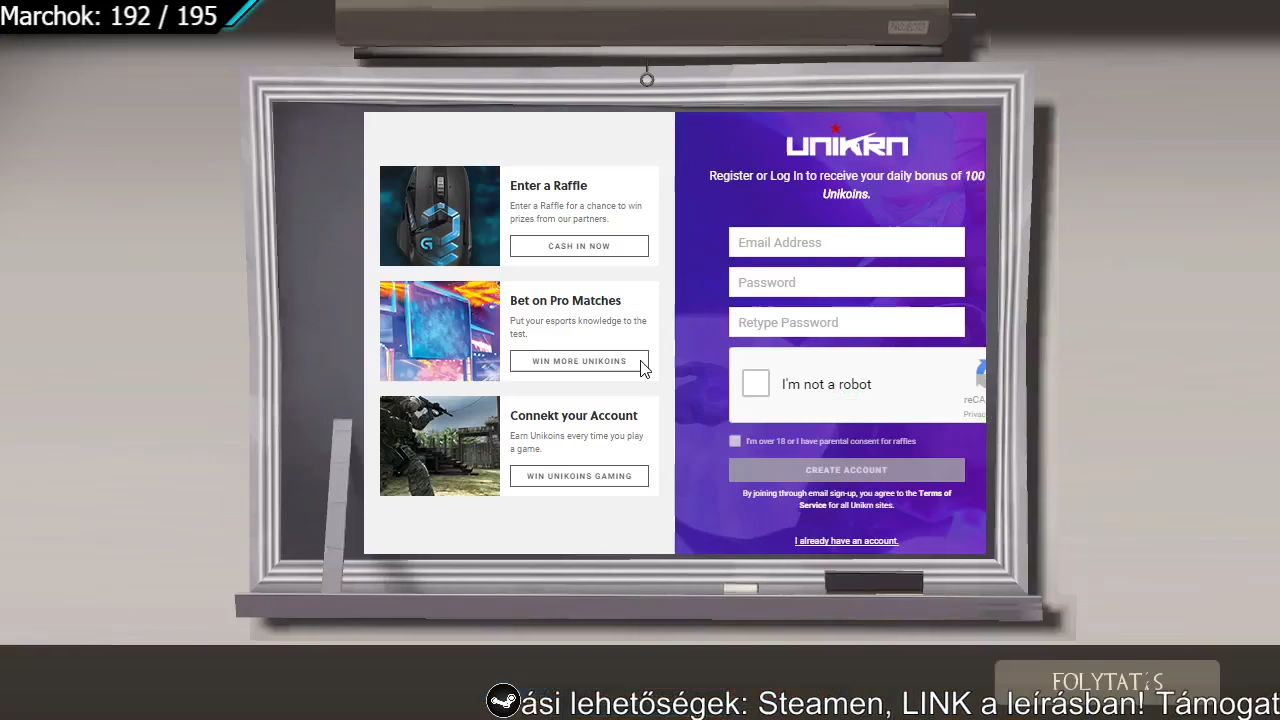 Marchok: 192 / 195
PROJECTO
UNIKRN
Register or Log In to receive your daily bonus of 100
Unikoins.
Enter a Raffle
Enter a Raffle for a chance to win
prizes from our partners.
CASH IN NOW
Bet on Pro Matches
Put your esports knowledge to the
test.
WIN MORE UNIKOINS
Connekt your Account
Earn Unikoins every time you play
a game.
WIN UNIKOINS GAMING
Email Address
Password
Retype Password
I'm not a robot
reCA
Privac
I'm over 18 or I have parental consent for raffles
CREATE ACCOUNT
By joining through email sign-up, you agree to the Terms of
Service for all Unikrn sites.
I already have an account.
FOLYTATÁS
ási lehetőségek: Steamen, LINK a leírásban! Támogat